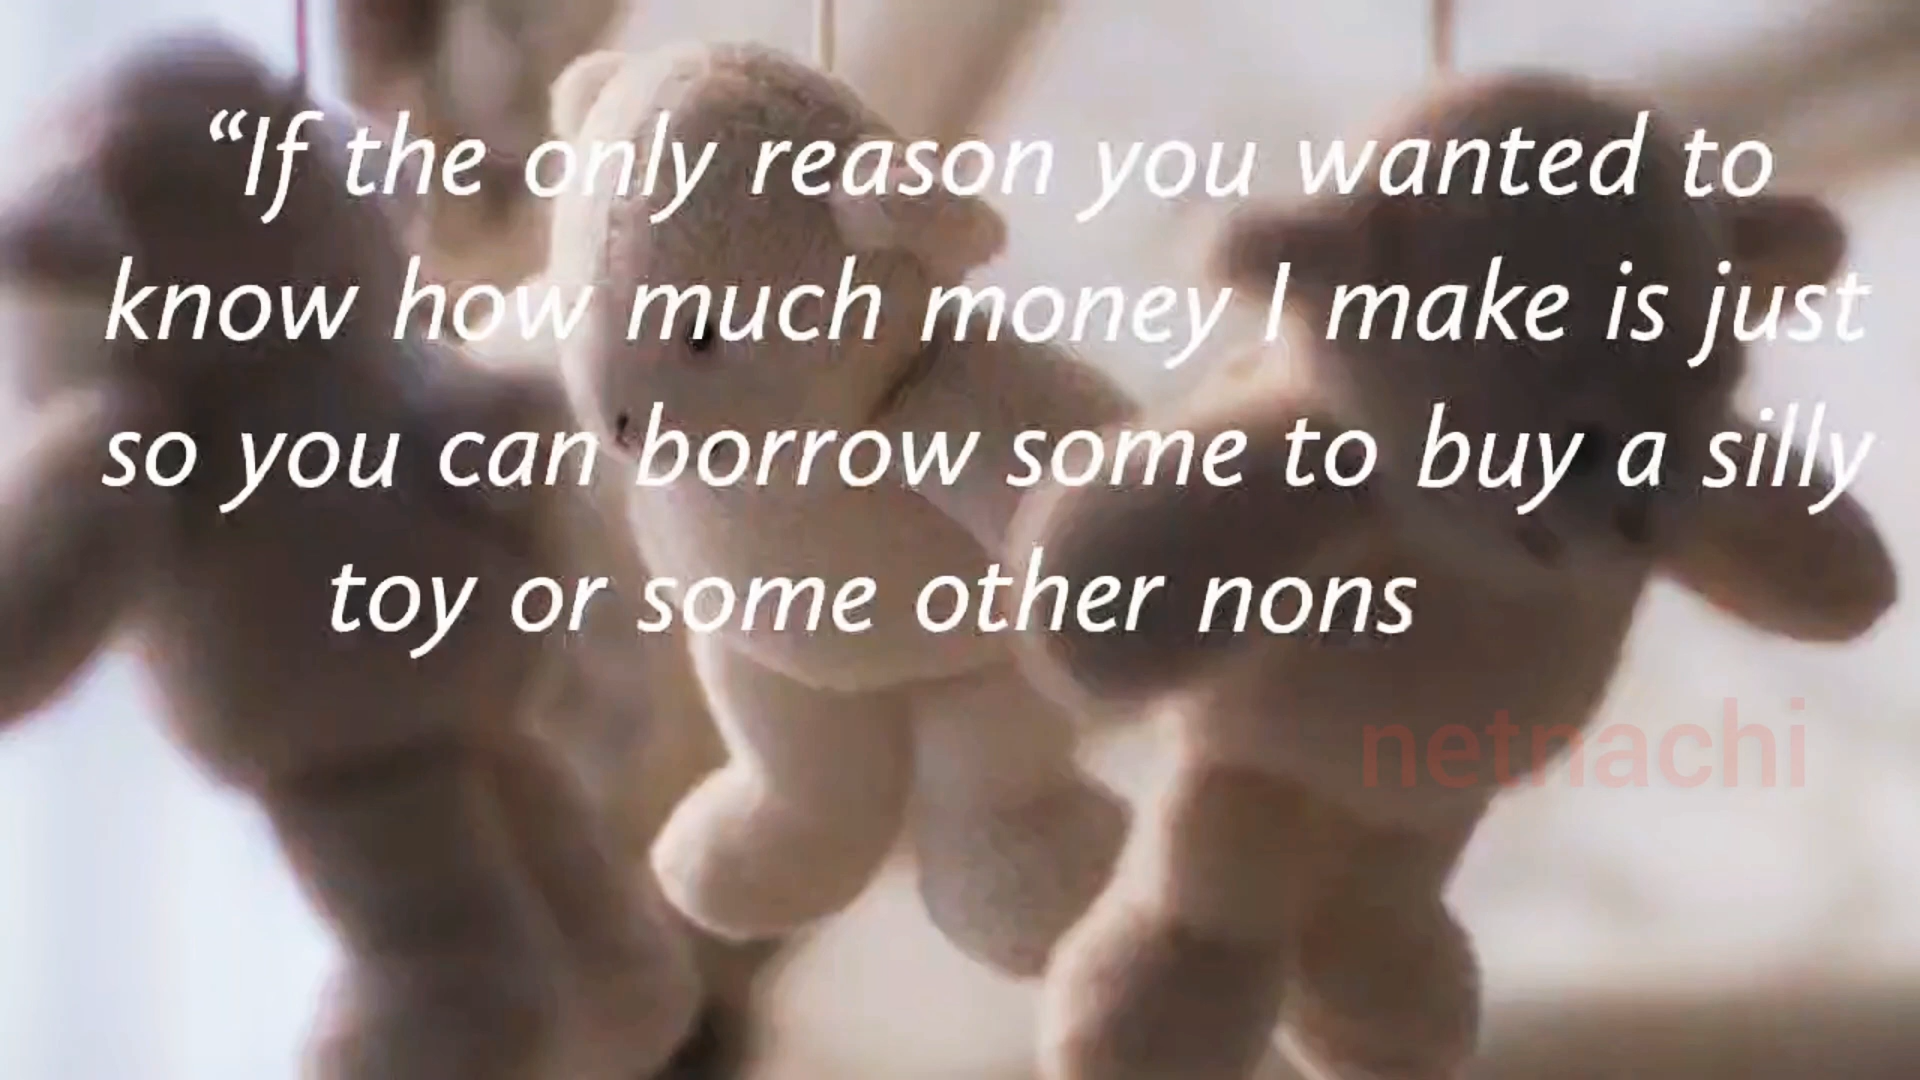 “If the only reason you wanted to
know how much money I make is just
so you can borrow some to buy a silly
toy or some other nons
netnachi